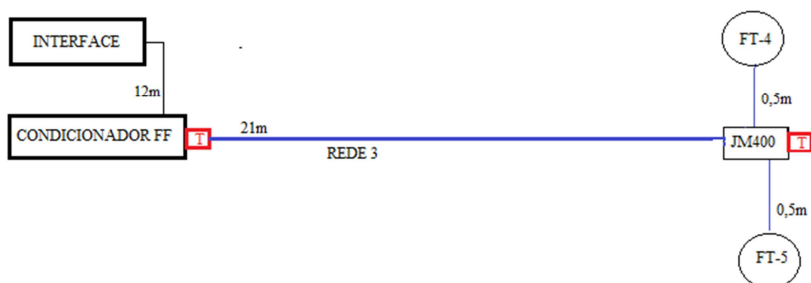 INTERFACE
FT-4
12m
0,5m
CONDICIONADOR FF
T
21m
JM400
T
REDE 3
0,5m
FT-5